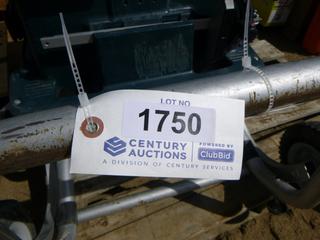 LOT NO
1750
CENTURY
AUCTIONS
POWERED BY
ClubBid
A DIVISION OF CENTURY SERVICES